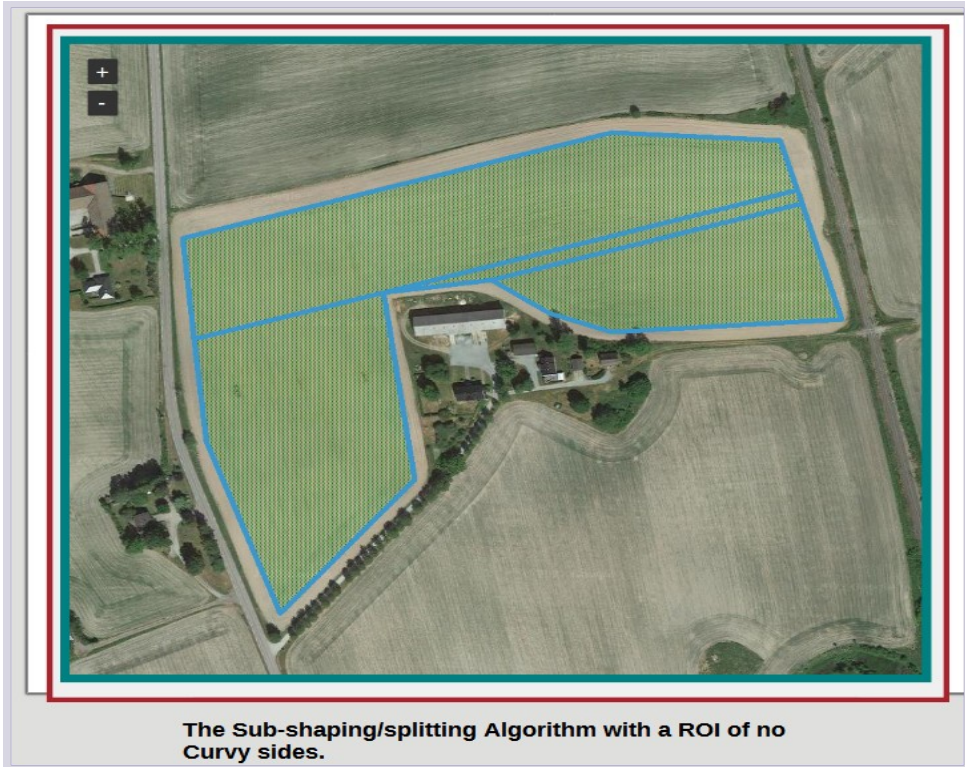 +
-
The Sub-shaping/splitting Algorithm with a ROI of no
Curvy sides.